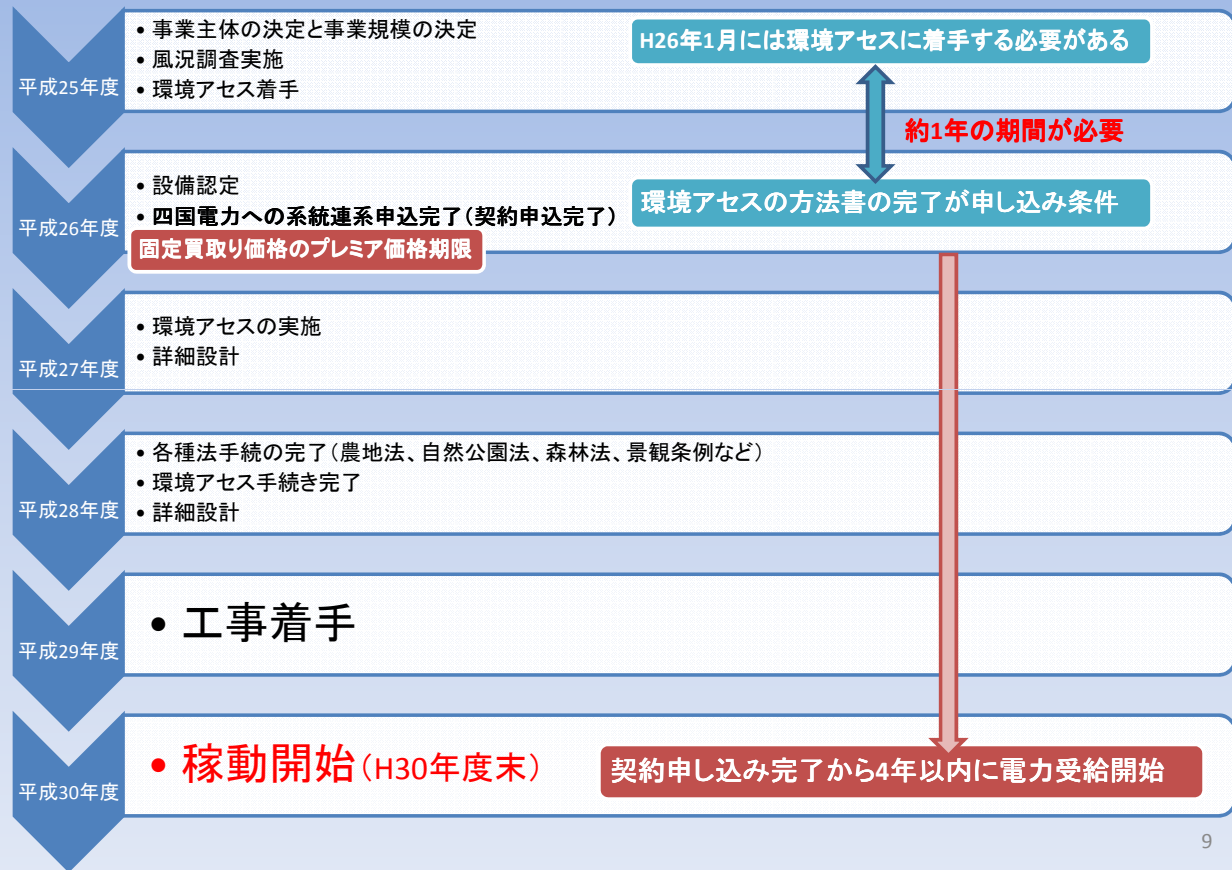 平成25年度
• 事業主体の決定と事業規模の決定
• 風況調査実施
• 環境アセス着手
H26年1月には環境アセスに着手する必要がある
約1年の期間が必要
平成26年度
• 設備認定
• 四国電力への系統連系申込完了(契約申込完了)
固定買取り価格のプレミア価格期限
環境アセスの方法書の完了が申し込み条件
平成27年度
• 環境アセスの実施
• 詳細設計
平成28年度
• 各種法手続の完了(農地法、自然公園法、森林法、景観条例など)
• 環境アセス手続き完了
• 詳細設計
平成29年度
• 工事着手
平成30年度
• 稼動開始(H30年度末)
契約申し込み完了から4年以内に電力受給開始
9